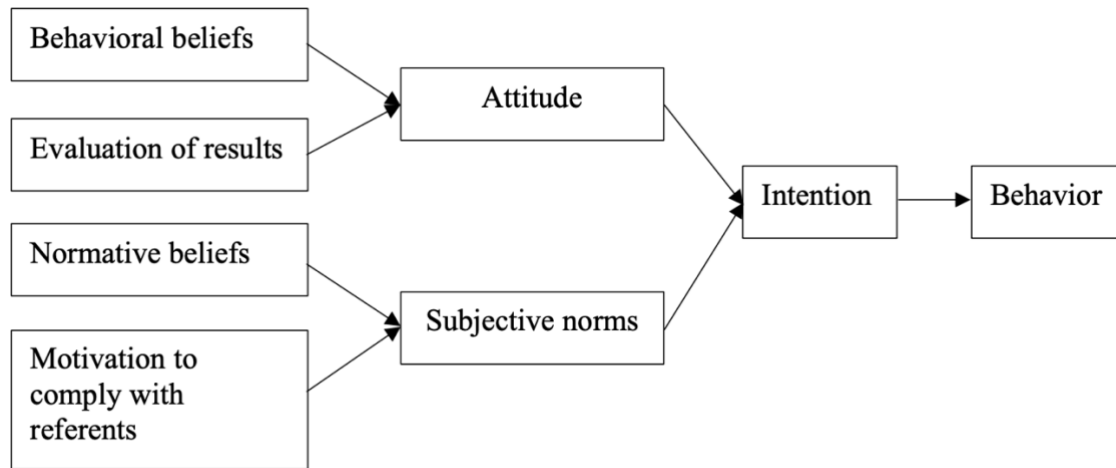 Behavioral beliefs
Evaluation of results
Normative beliefs
Motivation to
comply with
referents
Attitude
Subjective norms
Intention
Behavior